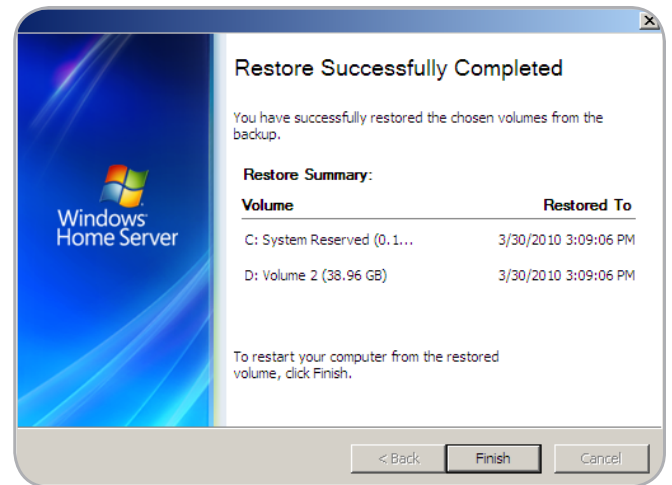 Restore Successfully Completed
You have successfully restored the chosen volumes from the
backup.
Restore Summary:
Volume Restored To
C: System Reserved (0.1... 3/30/2010 3:09:06 PM
D: Volume 2 (38.96 GB) 3/30/2010 3:09:06 PM
Windows
Home Server
To restart your computer from the restored
volume, click Finish.
< Back Finish Cancel